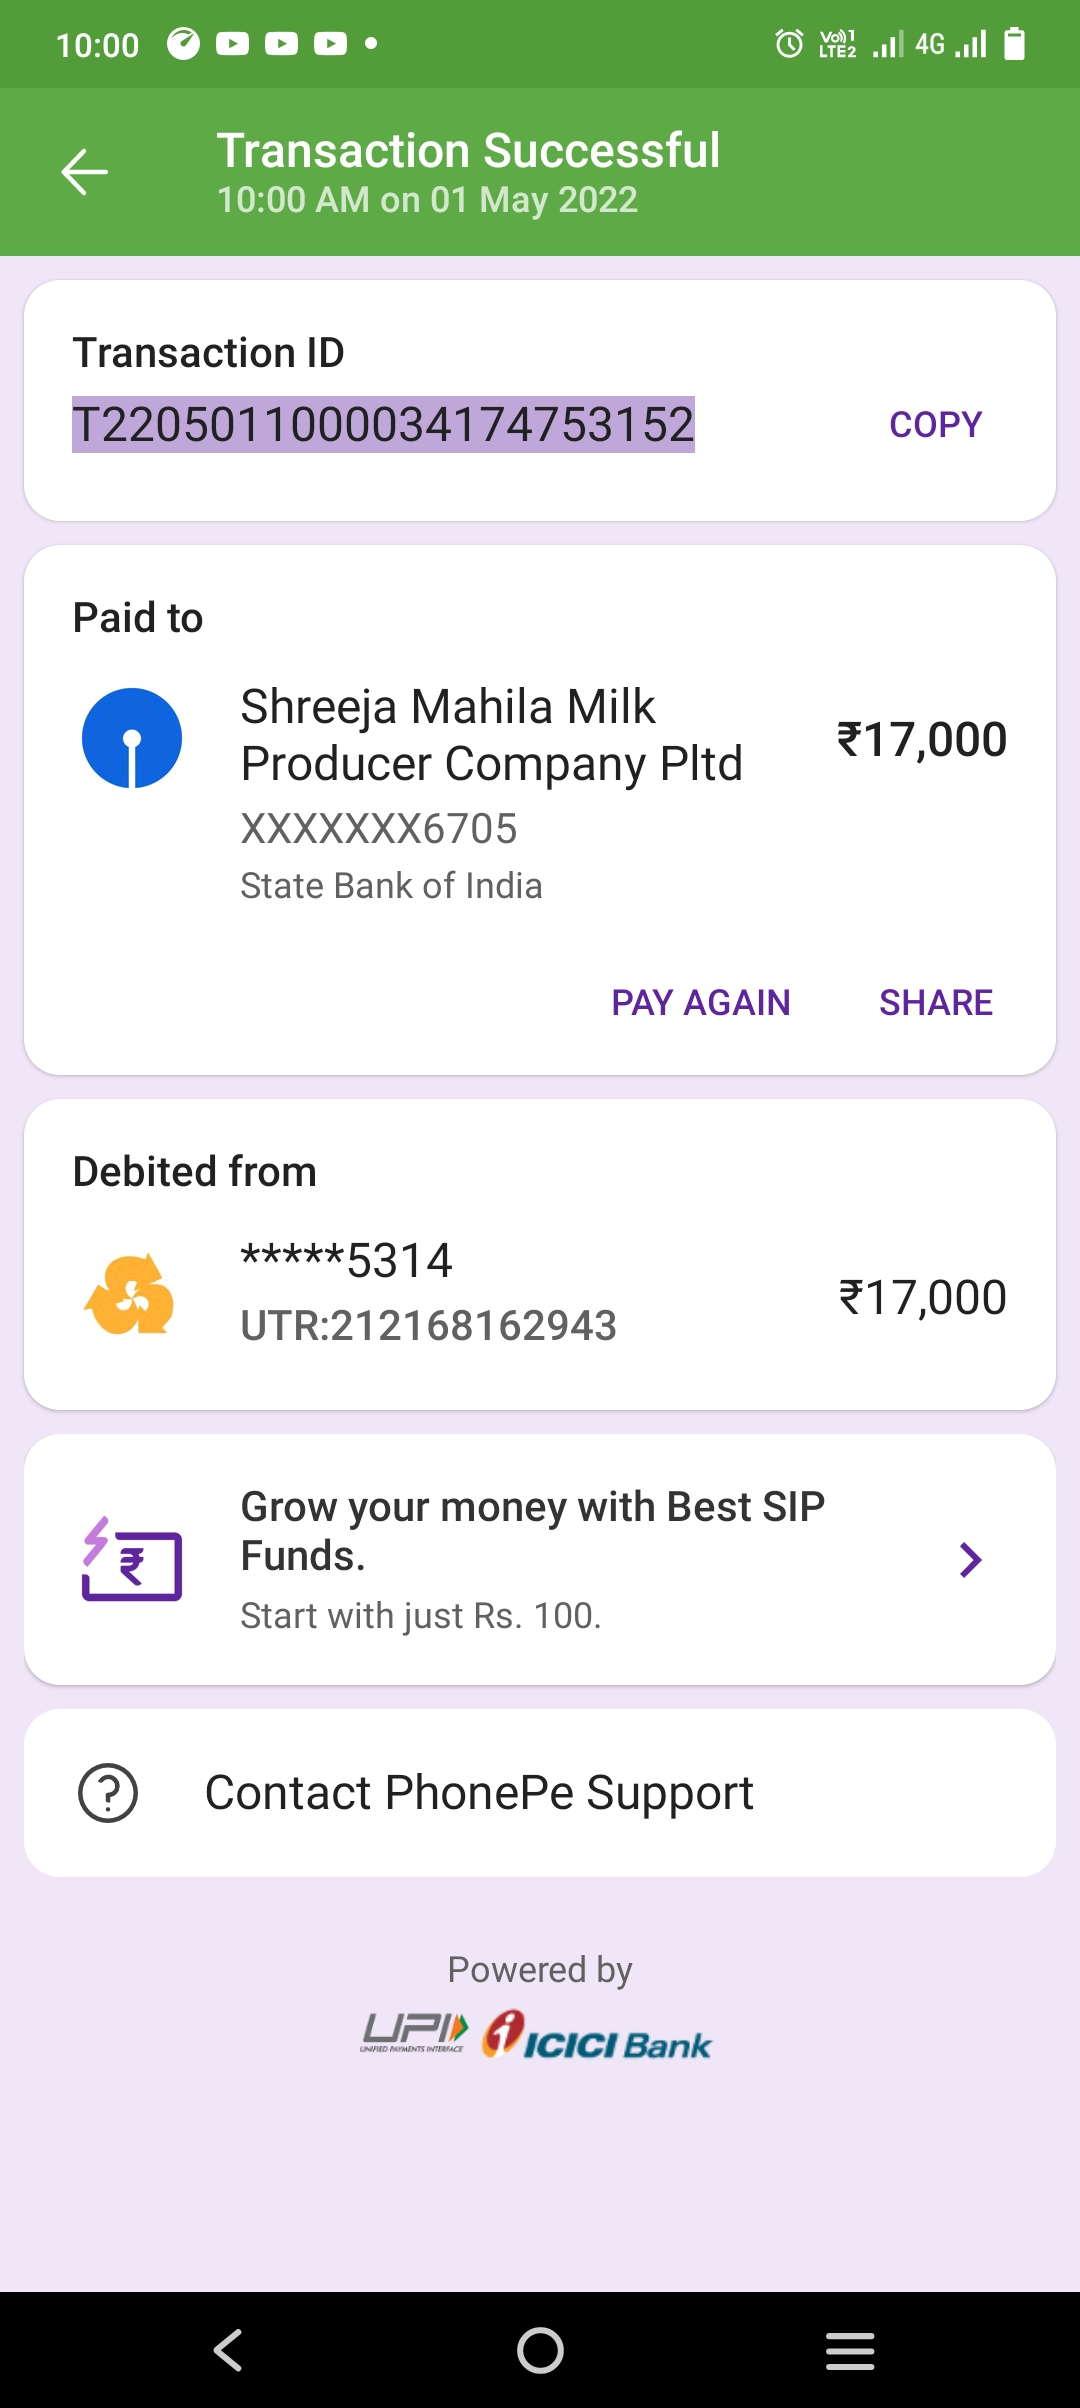 10:00
Vo))1
LTE2
4G
Transaction Successful
10:00 AM on 01 May 2022
Transaction ID
T2205011000034174753152
COPY
Paid to
Shreeja Mahila Milk
Producer Company Pltd
₹17,000
XXXXXXX6705
State Bank of India
PAY AGAIN
SHARE
Debited from
*****5314
₹17,000
UTR:212168162943
Grow your money with Best SIP
Funds.
Start with just Rs. 100.
Contact PhonePe Support
Powered by
UPI
UNIFIED PAYMENTS INTERFACE
ICICI Bank